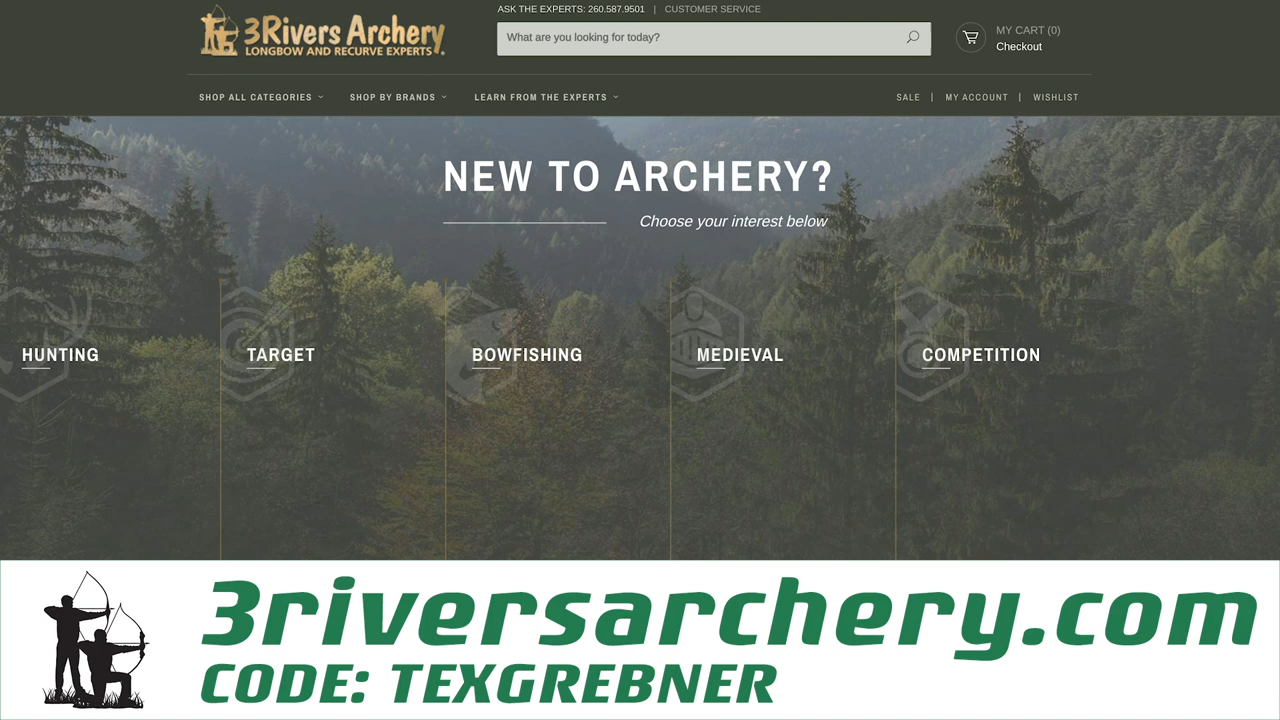 3Rivers Archery
LONGBOW AND RECURVE EXPERTS.
ASK THE EXPERTS: 260.587.9501 | CUSTOMER SERVICE
What are you looking for today?
MY CART (0)
Checkout
SHOP ALL CATEGORIES
SHOP BY BRANDS
LEARN FROM THE EXPERTS
SALE | MY ACCOUNT | WISHLIST
NEW TO ARCHERY?
Choose your interest below
HUNTING
TARGET
BOWFISHING
MEDIEVAL
COMPETITION
3riversarchery.com
CODE: TEXGREBNER